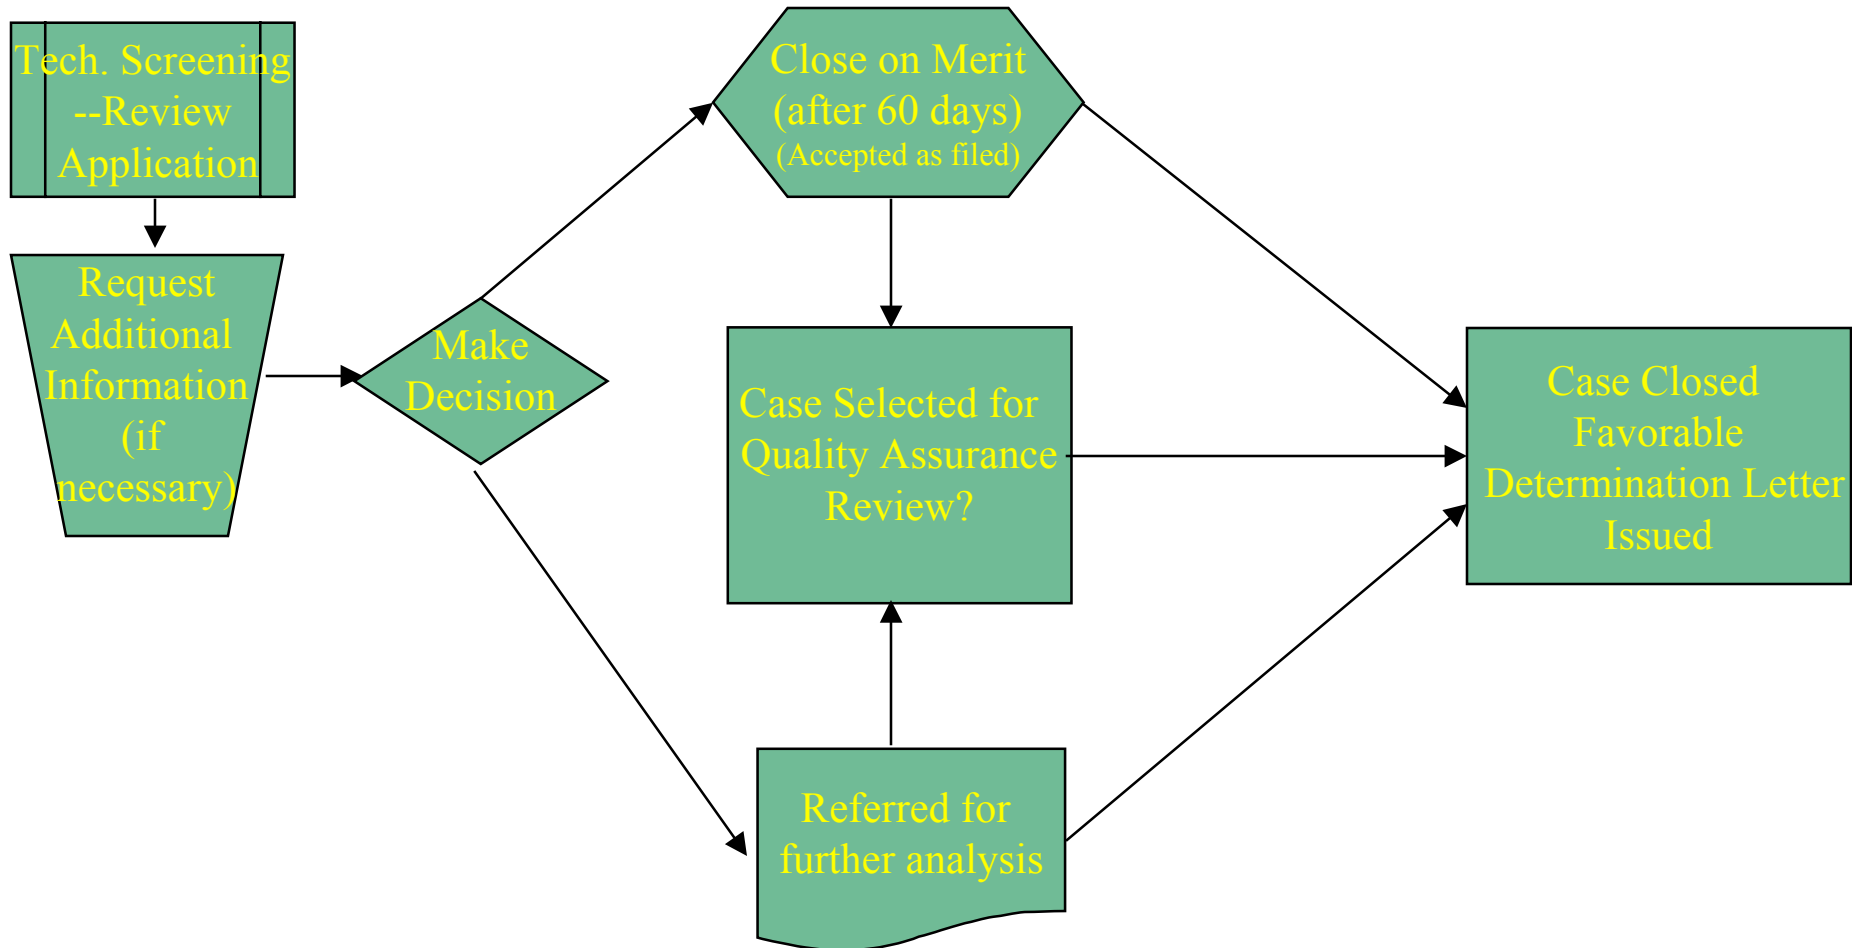 Tech. Screening
--Review
Application
Request
Additional
Information
(if
necessary)
Make
Decision
Close on Merit
(after 60 days)
(Accepted as filed)
Case Selected for
Quality Assurance
Review?
Referred for
further analysis
Case Closed
Favorable
Determination Letter
Issued